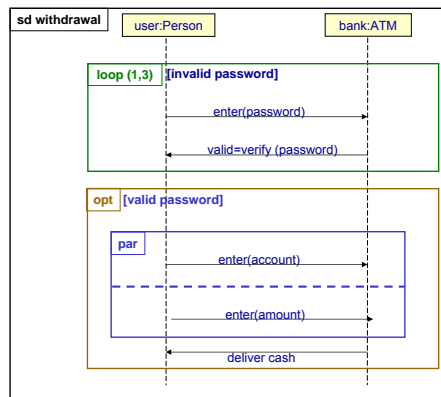 sd withdrawal
user:Person
bank:ATM
loop (1,3) [invalid password]
enter(password)
valid=verify (password)
opt [valid password]
par
enter(account)
enter(amount)
deliver cash